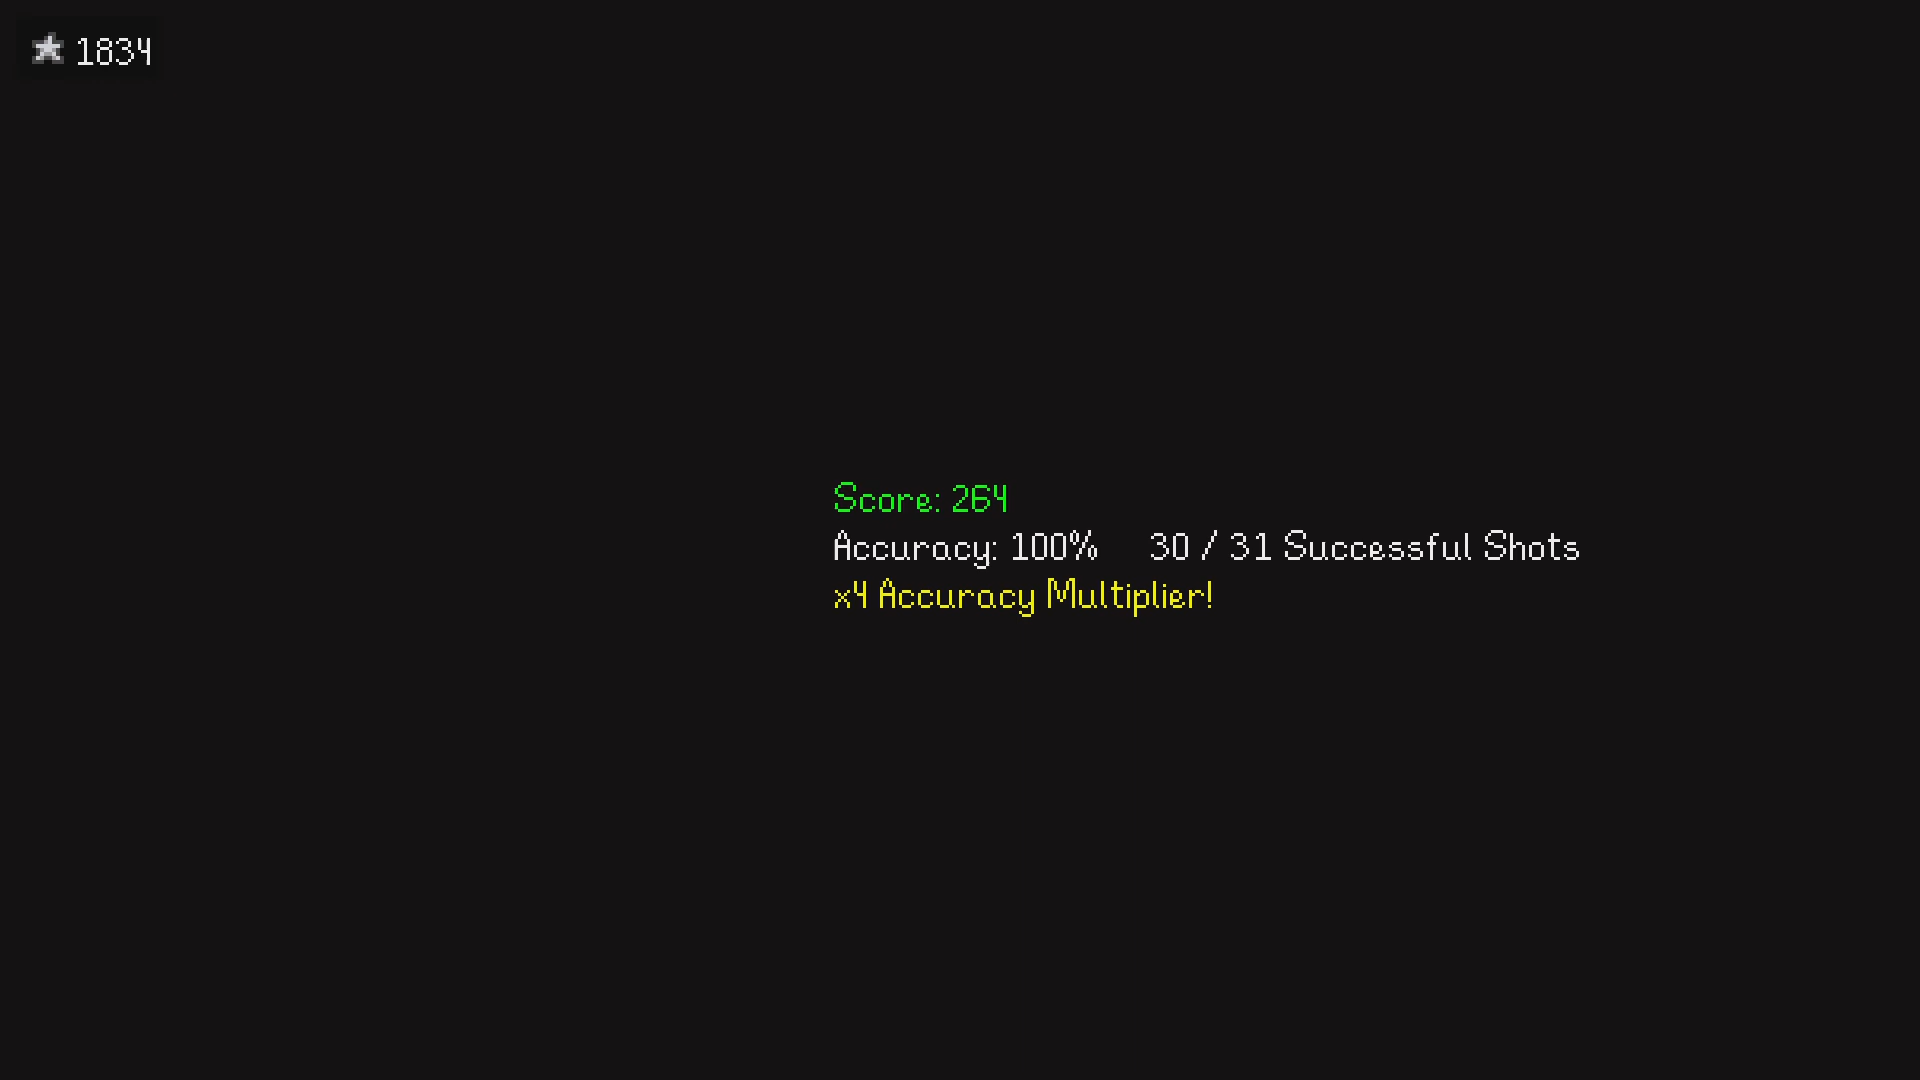 1834
Score: 264
Accuracy: 100% 30 / 31 Successful Shots
x4 Accuracy Multiplier!